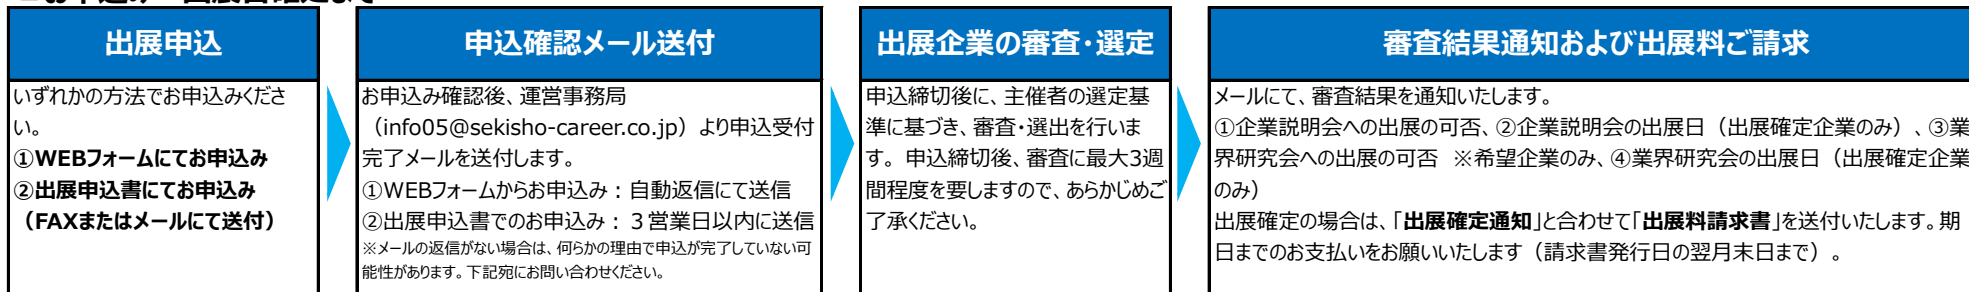 出展申込
いずれかの方法でお申込みくださ
い。
①WEBフォームにてお申込み
②出展申込書にてお申込み
（FAXまたはメールにて送付）
申込確認メール送付
お申込み確認後、運営事務局
（info05@sekisho-career.co.jp）より申込受付
完了メールを送付します。
①WEBフォームからお申込み：自動返信にて送信
②出展申込書でのお申込み：３営業日以内に送信
※メールの返信がない場合は、何らかの理由で申込が完了していない可
能性があります。下記宛にお問い合わせください。
出展企業の審査・選定
申込締切後に、主催者の選定基
準に基づき、審査・選出を行いま
す。申込締切後、審査に最大3週
間程度を要しますので、あらかじめご
了承ください。
審査結果通知および出展料ご請求
メールにて、審査結果を通知いたします。
①企業説明会への出展の可否、②企業説明会の出展日（出展確定企業のみ）、③業
界研究会への出展の可否　※希望企業のみ、④業界研究会の出展日（出展確定企業
のみ）
出展確定の場合は、「出展確定通知」と合わせて「出展料請求書」を送付いたします。期
日までのお支払いをお願いいたします（請求書発行日の翌月末日まで）。